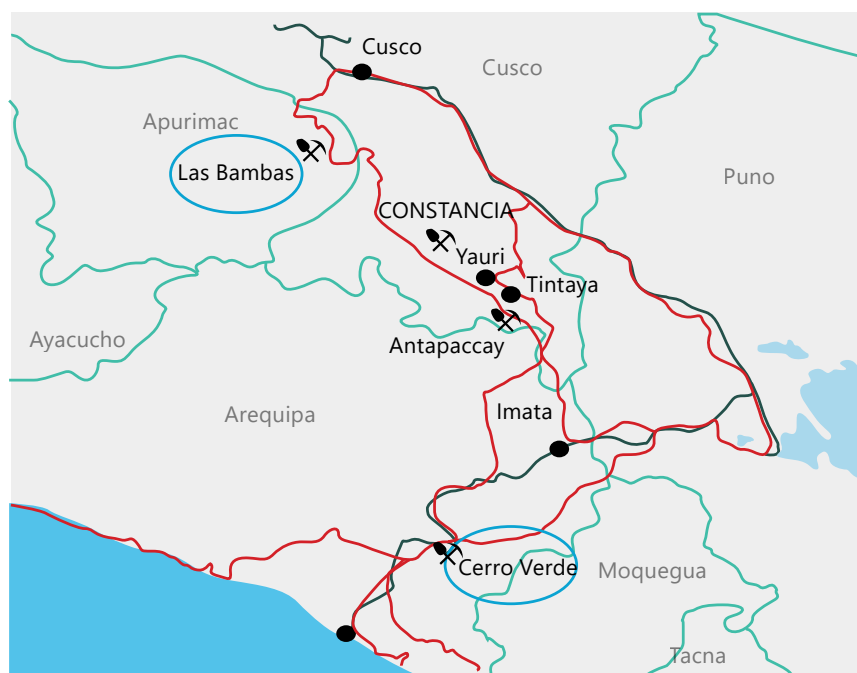 Cusco
Cusco
Apurimac
Las Bambas
Puno
CONSTANCIA
Yauri
Tintaya
Ayacucho
Antapaccay
Arequipa
Imata
Cerro Verde
Moquegua
Tacna